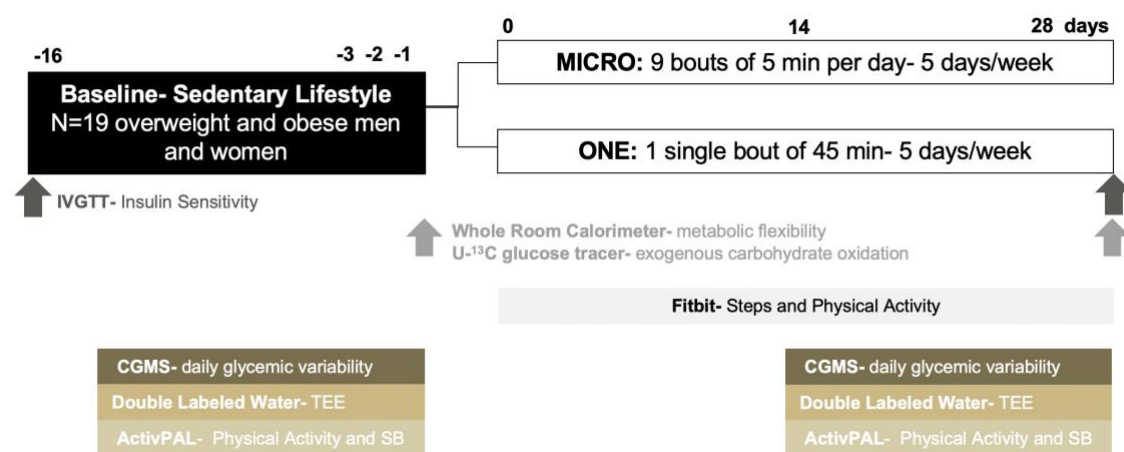 0 14 28 days
-16 -3 -2 -1
MICRO: 9 bouts of 5 min per day- 5 days/week
Baseline- Sedentary Lifestyle
N=19 overweight and obese men
and women
ONE: 1 single bout of 45 min- 5 days/week
IVGTT- Insulin Sensitivity
Whole Room Calorimeter- metabolic flexibility
U-¹³C glucose tracer- exogenous carbohydrate oxidation
Fitbit- Steps and Physical Activity
CGMS- daily glycemic variability
Double Labeled Water- TEE
ActivPAL- Physical Activity and SB
CGMS- daily glycemic variability
Double Labeled Water- TEE
ActivPAL- Physical Activity and SB